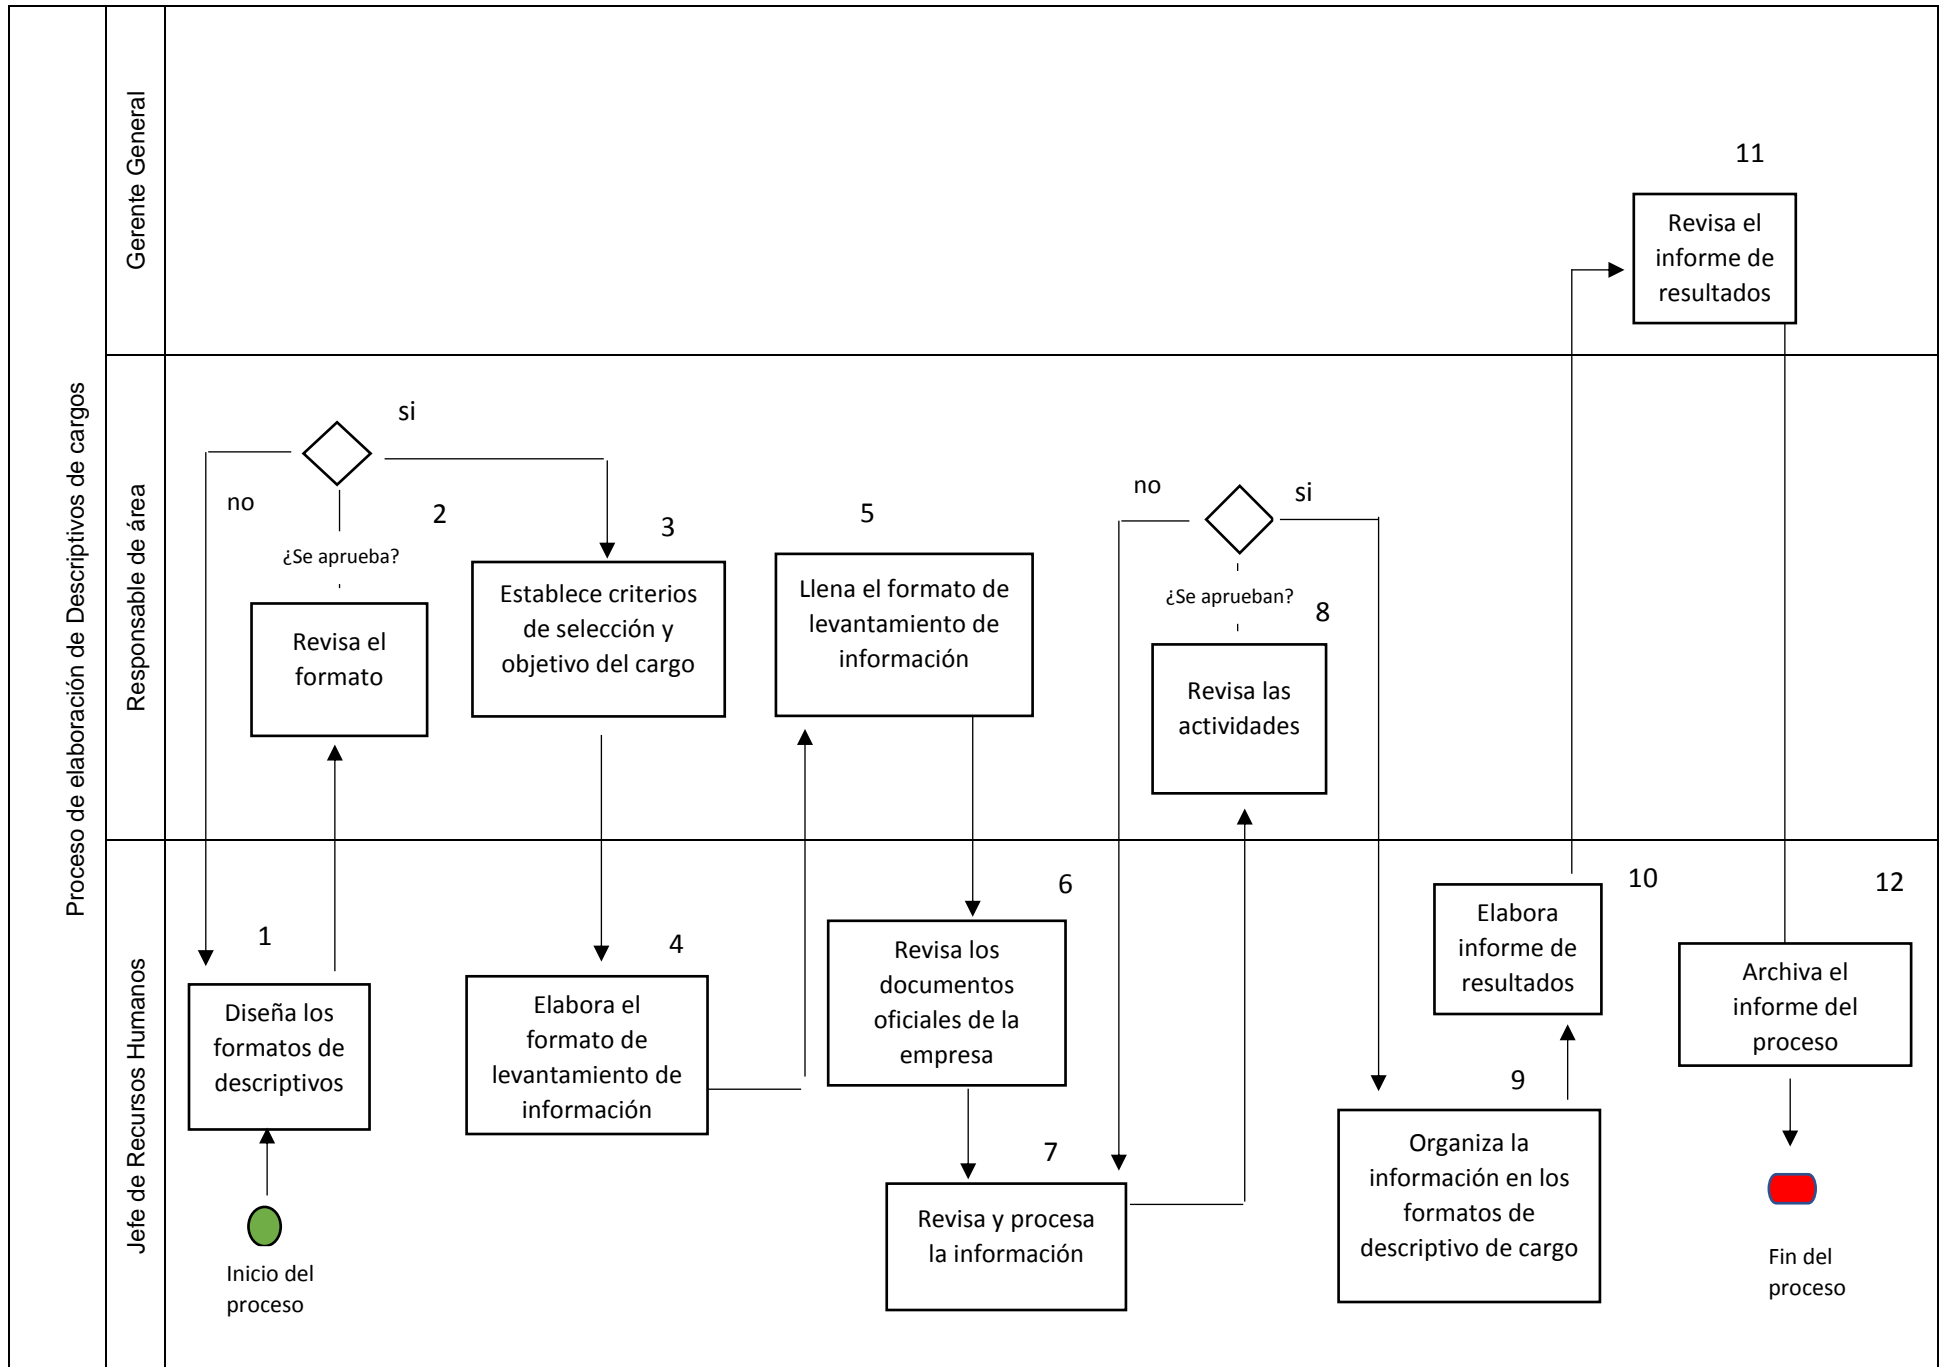 Proceso de elaboración de Descriptivos de cargos
Gerente General
11
Revisa el
informe de
resultados
Responsable de área
si
no
2
¿Se aprueba?
Revisa el
formato
3
Establece criterios
de selección y
objetivo del cargo
5
Llena el formato de
levantamiento de
información
no
si
¿Se aprueban?
8
Revisa las
actividades
Jefe de Recursos Humanos
1
Diseña los
formatos de
descriptivos
Inicio del
proceso
4
Elabora el
formato de
levantamiento de
información
6
Revisa los
documentos
oficiales de la
empresa
7
Revisa y procesa
la información
9
Organiza la
información en los
formatos de
descriptivo de cargo
10
Elabora
informe de
resultados
12
Archiva el
informe del
proceso
Fin del
proceso